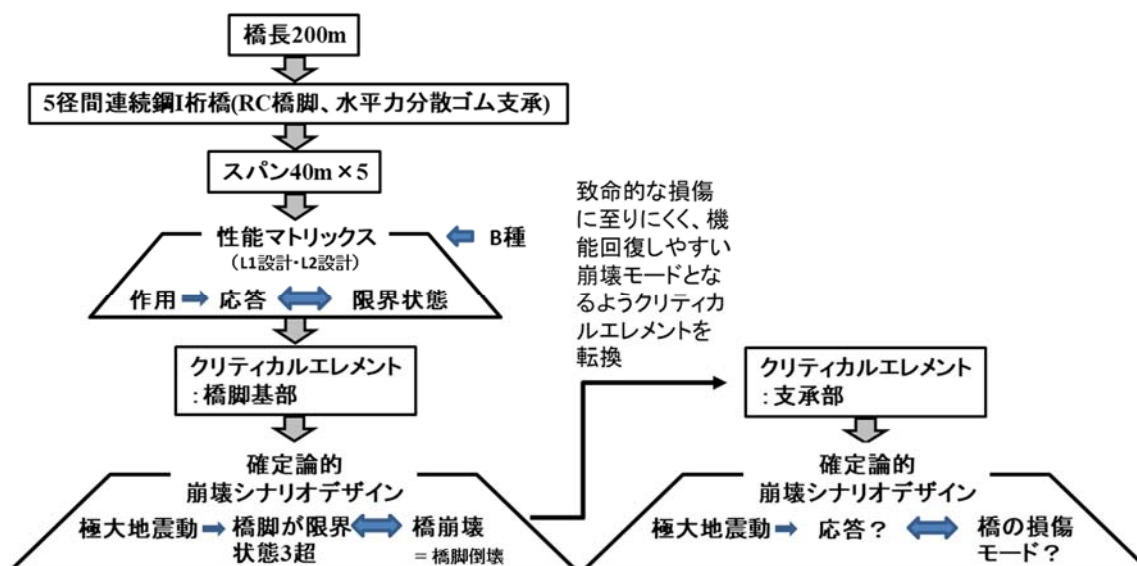 橋長200m
5径間連続鋼I桁橋(RC橋脚、水平力分散ゴム支承)
スパン40m×5
性能マトリックス
（L1設計・L2設計）
B種
作用
応答
限界状態
クリティカルエレメント
：橋脚基部
確定論的
崩壊シナリオデザイン
極大地震動
橋脚が限界
状態3超
橋崩壊
＝橋脚倒壊
致命的な損傷
に至りにくく、機
能回復しやすい
崩壊モードとな
るようクリティカ
ルエレメントを
転換
クリティカルエレメント
：支承部
確定論的
崩壊シナリオデザイン
極大地震動
応答？
橋の損傷
モード？